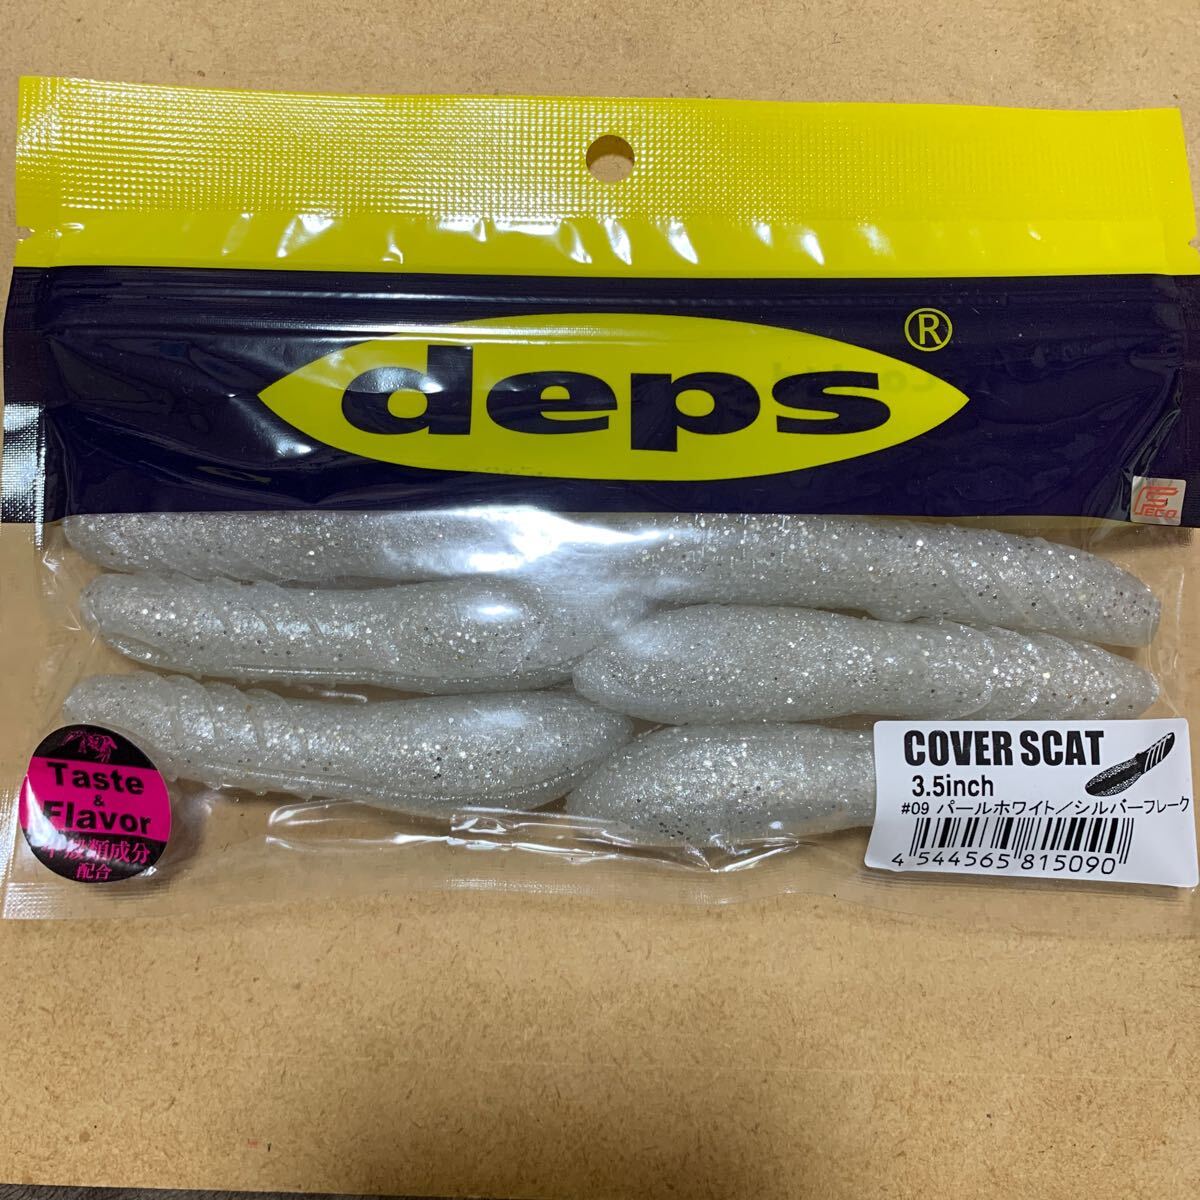 deps®
FECO
COVER SCAT
3.5inch
#09 パールホワイト／シルバーフレーク
4 544565 815090
Taste
&
Flavor
甲殻類成分
配合